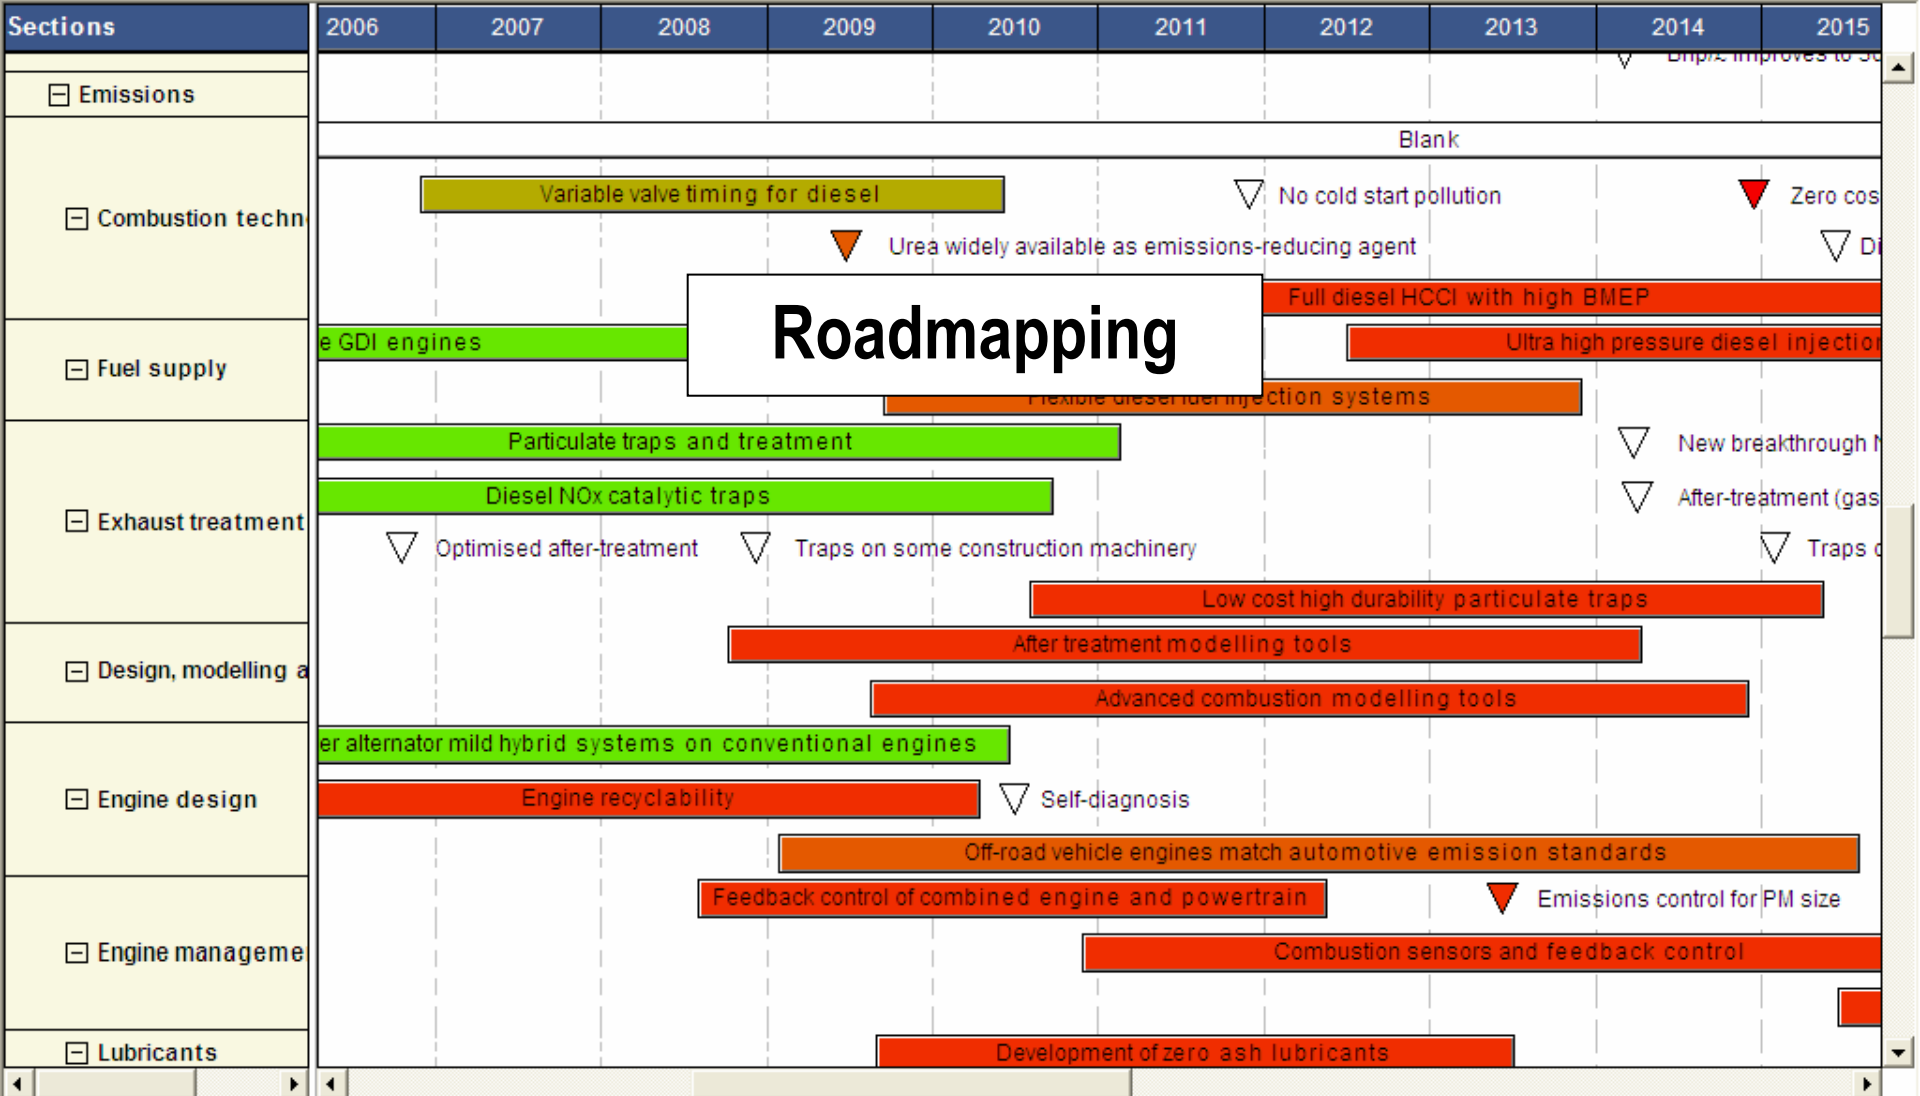 Sections 2006 2007 2008 2009 2010 2011 2012 2013 2014 2015
improves to
Emissions
Blank
Variable valve timing for diesel
No cold start pollution
Zero cos
Combustion techn
Urea widely available as emissions-reducing agent
Di
Full diesel HCCI with high BMEP
Roadmapping
e GDI engines
Ultra high pressure diesel injectio
Fuel supply
Flexible diesel fuel injection systems
Particulate traps and treatment
New breakthrough
Diesel NOx catalytic traps
After-treatment (gas
Exhaust treatment
Optimised after-treatment
Traps on some construction machinery
Traps
Low cost high durability particulate traps
After treatment modelling tools
Design, modelling a
Advanced combustion modelling tools
er alternator mild hybrid systems on conventional engines
Engine design
Engine recyclability
Self-diagnosis
Off-road vehicle engines match automotive emission standards
Feedback control of combined engine and powertrain
Emissions control for PM size
Engine manageme
Combustion sensors and feedback control
Lubricants
Development of zero ash lubricants